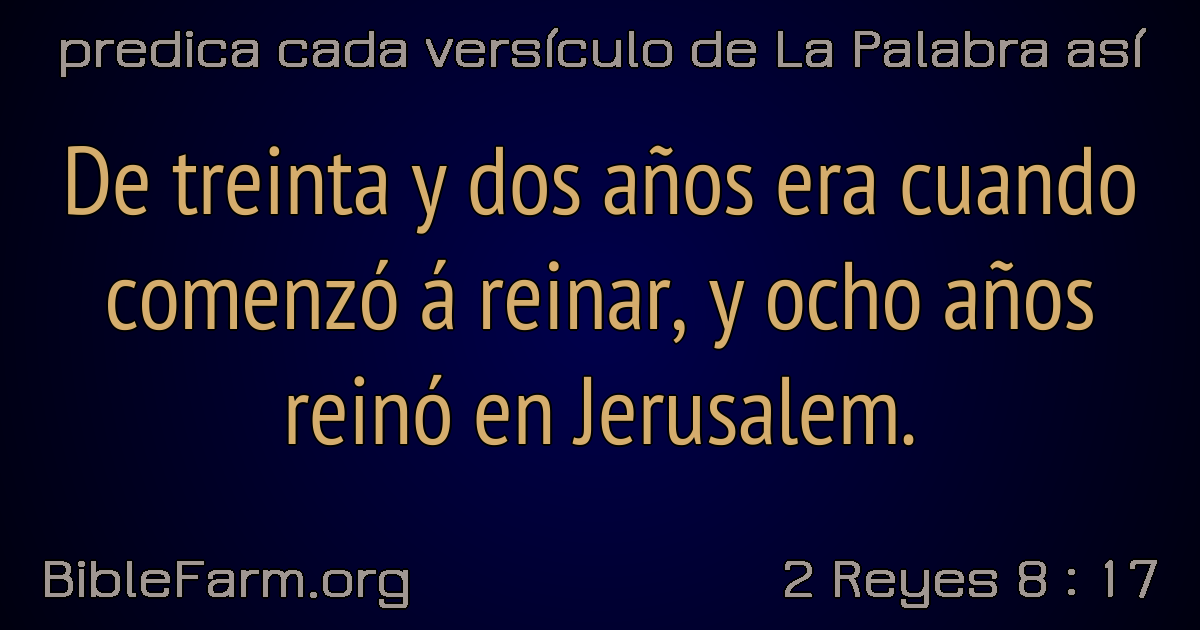 predica cada versículo de La Palabra así
De treinta y dos años era cuando
comenzó á reinar, y ocho años
reinó en Jerusalem.
BibleFarm.org
2 Reyes 8 : 17